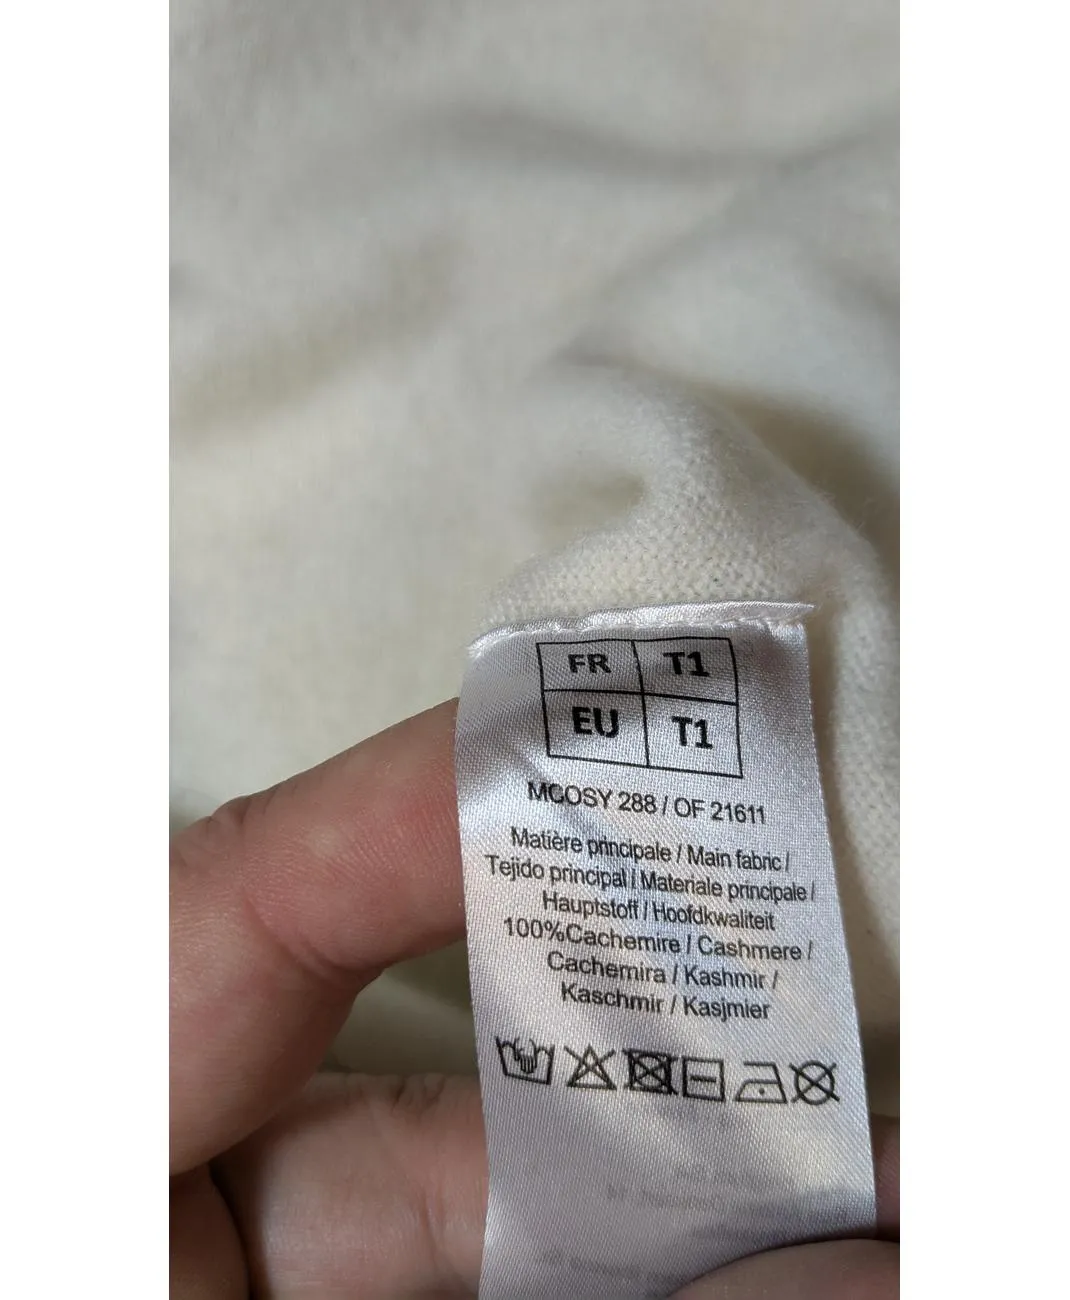 FR T1
EU T1
MCOSY 288 / OF 21611
Matière principale / Main fabric /
Tejido principal / Materiale principale /
Hauptstoff / Hoofdkwaliteit
100%Cachemire / Cashmere /
Cachemira / Kashmir /
Kaschmir / Kasjmier